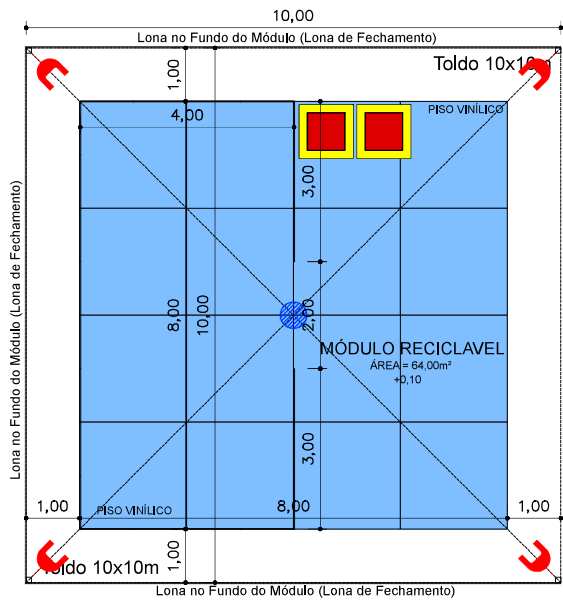 10,00
Lona no Fundo do Módulo (Lona de Fechamento)
Toldo 10x10m
1,00
PISO VINÍLICO
4,00
3,00
Lona no Fundo do Módulo (Lona de Fechamento)
8,00
10,00
2,00
MÓDULO RECICLAVEL
ÁREA = 64,00m²
+0,10
3,00
1,00
PISO VINÍLICO
8,00
1,00
1,00
Toldo 10x10m
Lona no Fundo do Módulo (Lona de Fechamento)